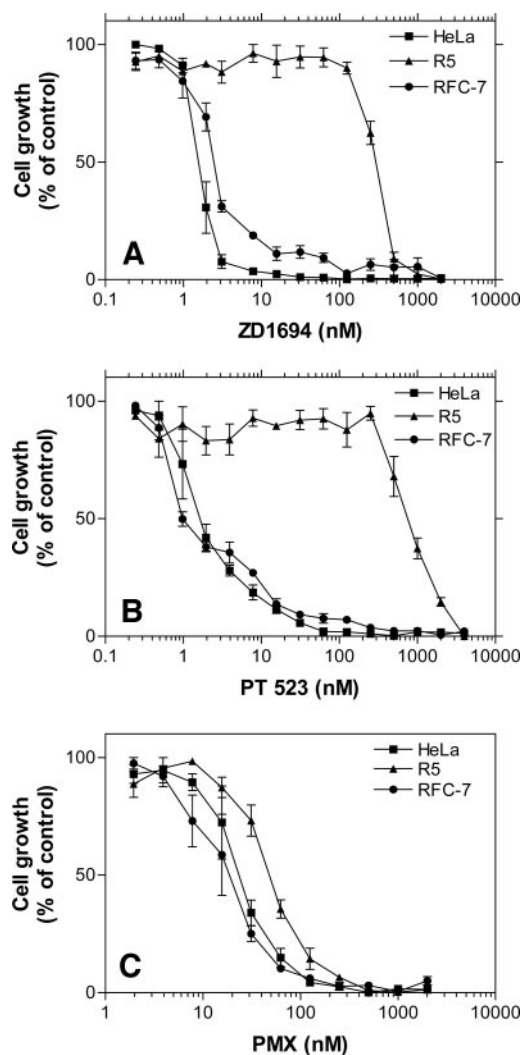 100
50
0
Cell growth
(% of control)
A
HeLa
R5
RFC-7
0.1 1 10 100 1000 10000
ZD1694 (nM)
100
50
0
Cell growth
(% of control)
B
HeLa
R5
RFC-7
0.1 1 10 100 1000 10000
PT 523 (nM)
100
50
0
Cell growth
(% of control)
C
HeLa
R5
RFC-7
1 10 100 1000 10000
PMX (nM)